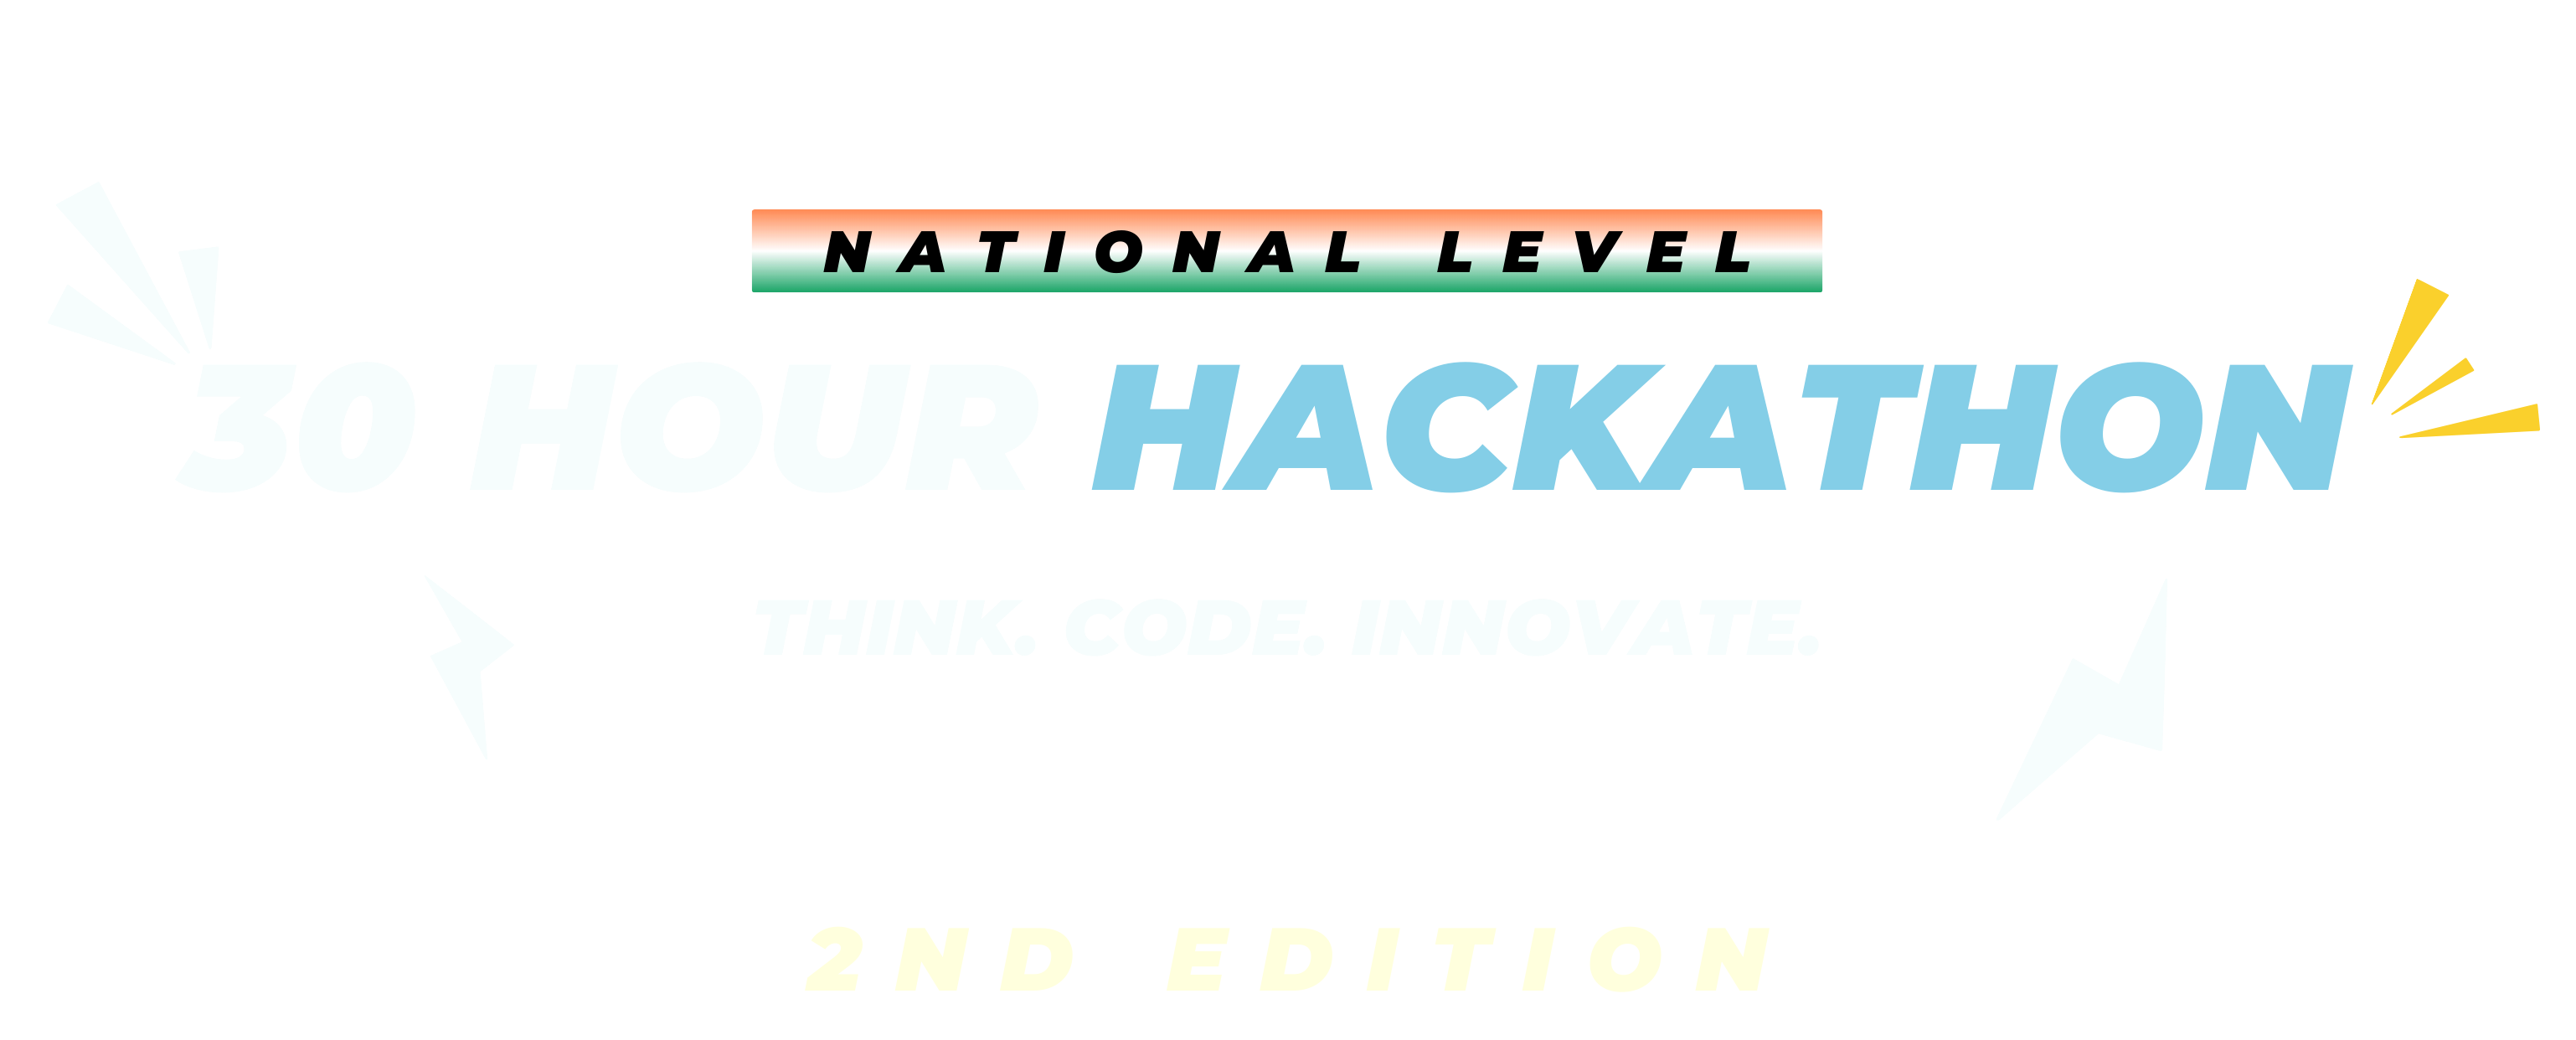 NATIONAL LEVEL
30 HOUR HACKATHON
THINK. CODE. INNOVATE.
2ND EDITION